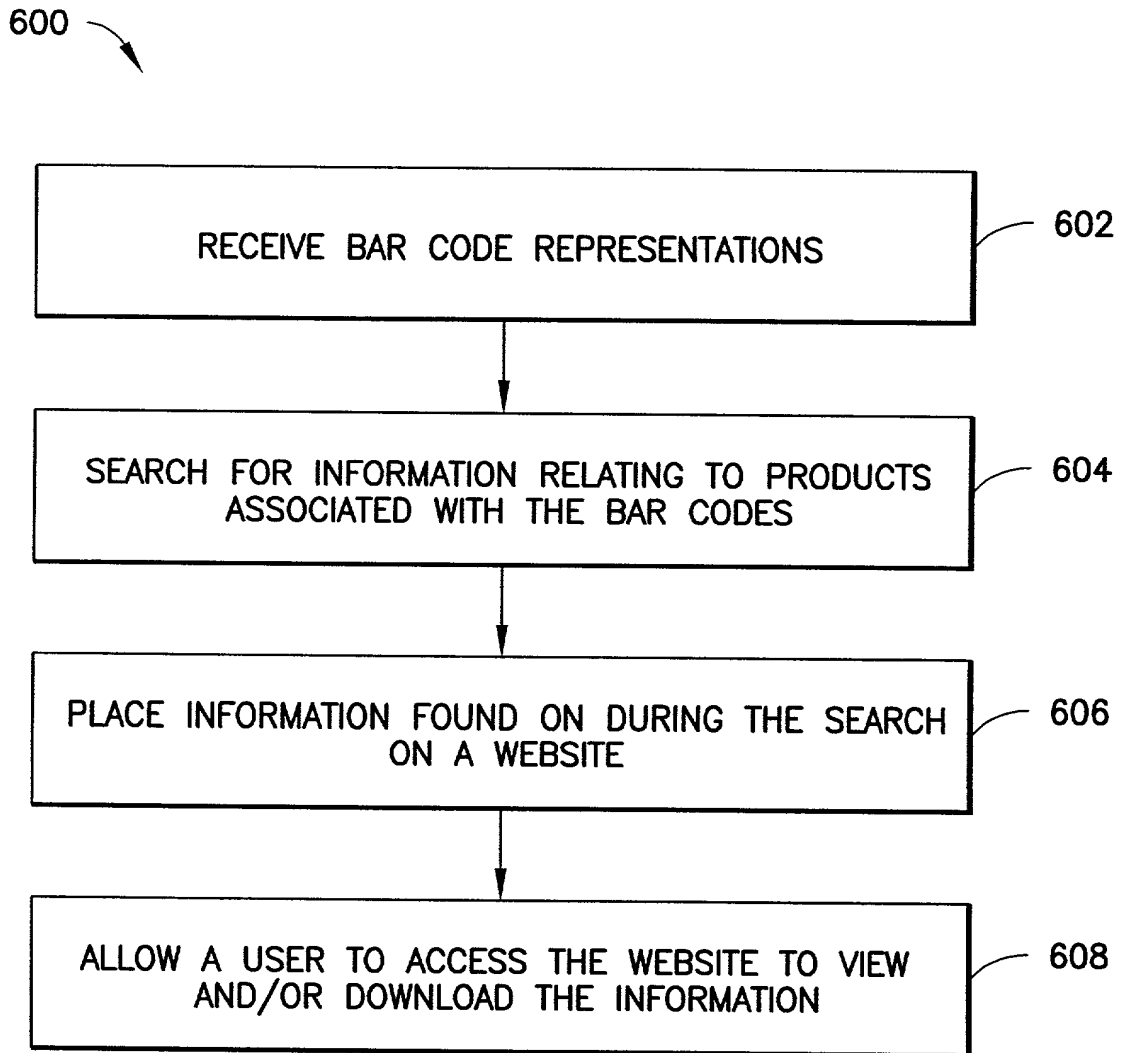 600
RECEIVE BAR CODE REPRESENTATIONS
602
SEARCH FOR INFORMATION RELATING TO PRODUCTS
ASSOCIATED WITH THE BAR CODES
604
PLACE INFORMATION FOUND ON DURING THE SEARCH
ON A WEBSITE
606
ALLOW A USER TO ACCESS THE WEBSITE TO VIEW
AND/OR DOWNLOAD THE INFORMATION
608